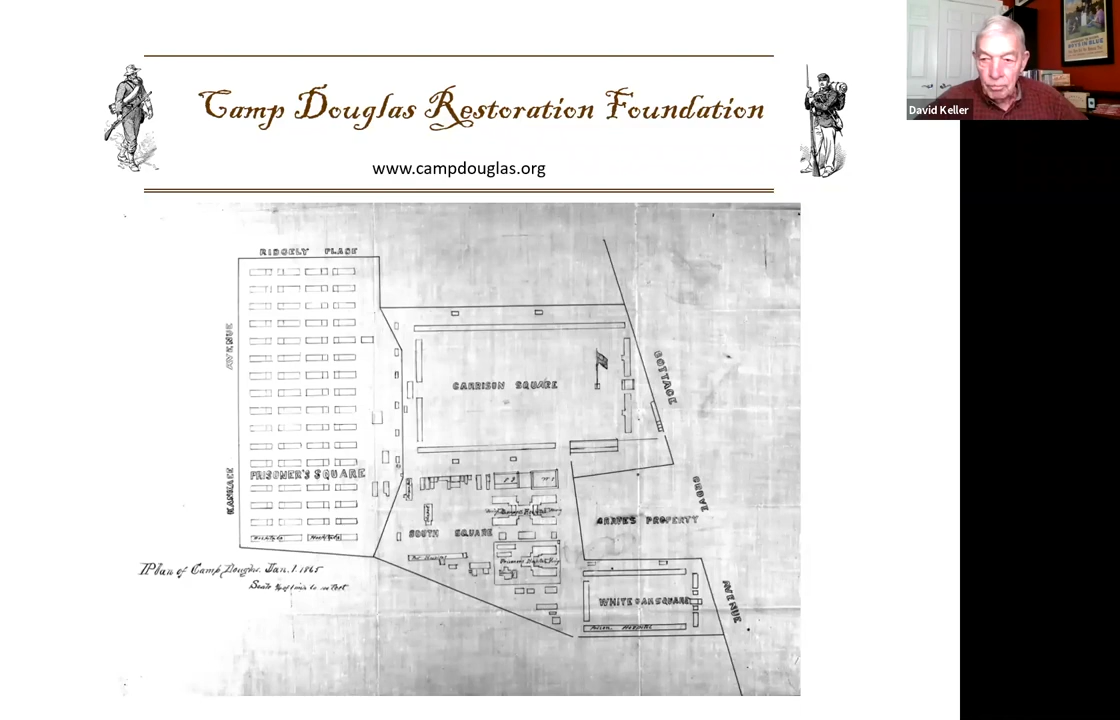 Camp Douglas Restoration Foundation
www.campdouglas.org
David Keller
RIDGELY PLACE
AVENUE
KANKAKEE
PRISONER'S SQUARE
GARRISON SQUARE
COTTAGE
GROVE
AVENUE
GRAVES PROPERTY
SOUTH SQUARE
WHITE OAK SQUARE
Plan of Camp Douglas. Jan. 1. 1865